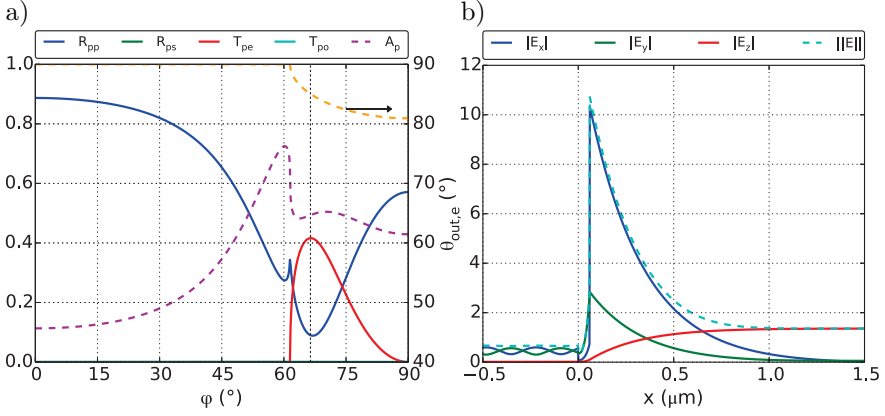 a)
R_pp R_ps T_pe T_po A_p
1.0
0.8
0.6
0.4
0.2
0.0
90
80
70
60
50
40
θ_out,e (°)
0 15 30 45 60 75 90
φ (°)
b)
|E_x| |E_y| |E_z| ||E||
12
10
8
6
4
2
0
−0.5 0.0 0.5 1.0 1.5
x (μm)